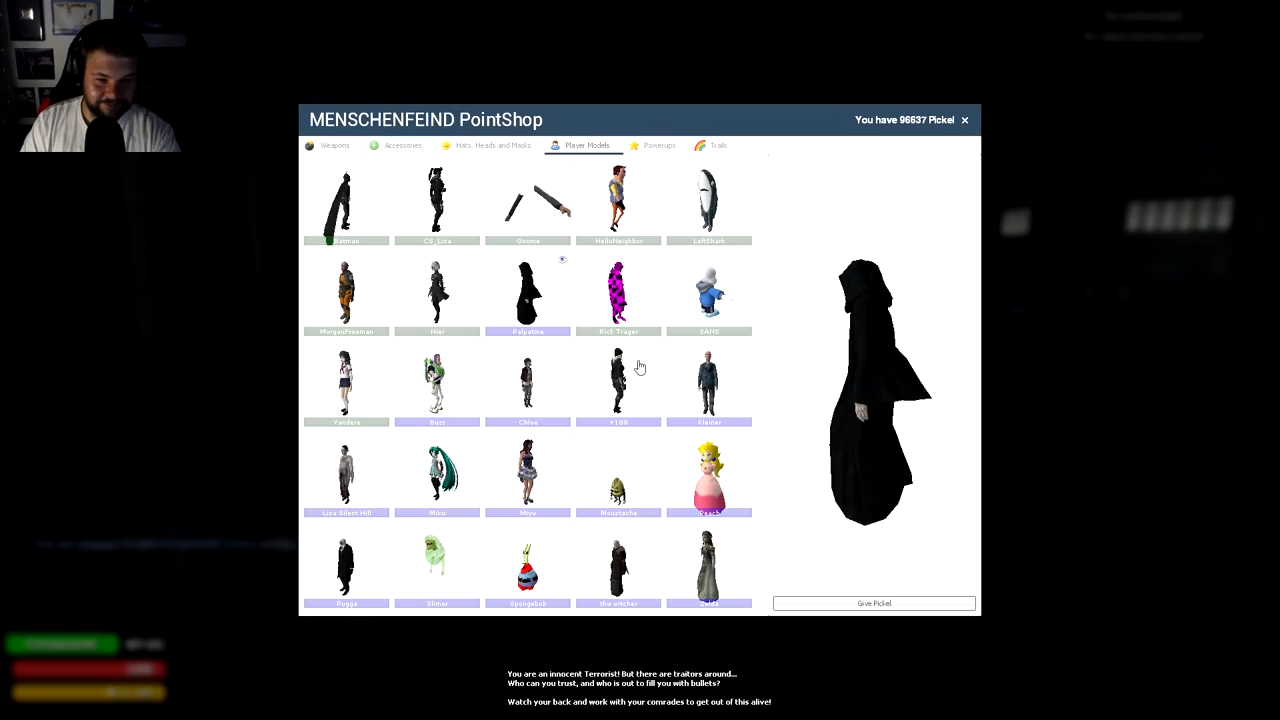 MENSCHENFEIND PointShop
You have 96637 Pickel
Weapons
Accessories
Hats, Heads and Masks
Player Models
Powerups
Trails
Batman
CS_Liza
Gnome
HelloNeighbor
LeftShark
MorganFreeman
Nier
Palpatine
Rick Trager
SANS
Yandere
Buzz
Chloe
+188
Kleiner
Lisa Silent Hill
Miku
Miyu
Moustache
Peach
Pugga
Slimer
Spongebob
the witcher
Zelda
Give Pickel
You are an innocent Terrorist! But there are traitors around...
Who can you trust, and who is out to fill you with bullets?
Watch your back and work with your comrades to get out of this alive!